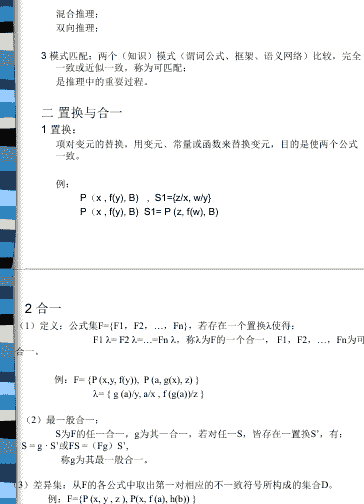 混合推理；
双向推理；
3 模式匹配：两个（知识）模式（谓词公式、框架、语义网络）比较，完全
一致或近似一致，称为可匹配；
是推理中的重要过程。
二 置换与合一
1 置换：
项对变元的替换，用变元、常量或函数来替换变元，目的是使两个公式
一致。
例：
P（x , f(y), B） , S1={z/x, w/y}
P（x , f(y), B) S1= P (z, f(w), B)
2 合一
（1）定义：公式集F={F1，F2，…，Fn}，若存在一个置换λ使得：
F1 λ= F2 λ=…=Fn λ，称λ为F的一个合一， F1，F2，…，Fn为可
合一。
例：F= {P (x,y, f(y)), P (a, g(x), z) }
λ= { g (a)/y, a/x , f (g(a))/z }
（2）最一般合一：
S为F的任一合一，g为其一合一，若对任一S，皆存在一置换S'，有：
S = g · S'或FS =（Fg）S',
称g为其最一般合一。
（3）差异集：从F的各公式中取出第一对相应的不一致符号所构成的集合D。
例：F={P (x, y , z ), P(x, f (a), h(b)) }